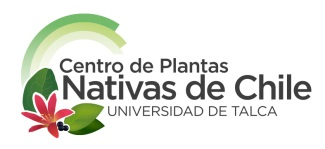 Centro de Plantas
Nativas de Chile
UNIVERSIDAD DE TALCA